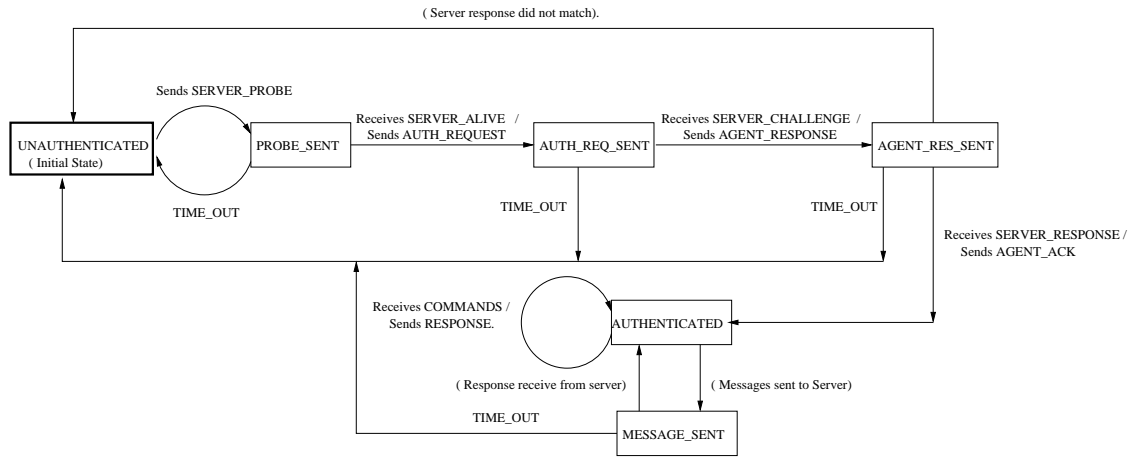 ( Server response did not match).
Sends SERVER_PROBE
UNAUTHENTICATED
( Initial State)
PROBE_SENT
Receives SERVER_ALIVE /
Sends AUTH_REQUEST
AUTH_REQ_SENT
Receives SERVER_CHALLENGE /
Sends AGENT_RESPONSE
AGENT_RES_SENT
TIME_OUT
TIME_OUT
TIME_OUT
Receives SERVER_RESPONSE /
Sends AGENT_ACK
Receives COMMANDS /
Sends RESPONSE.
AUTHENTICATED
( Response receive from server)
( Messages sent to Server)
TIME_OUT
MESSAGE_SENT